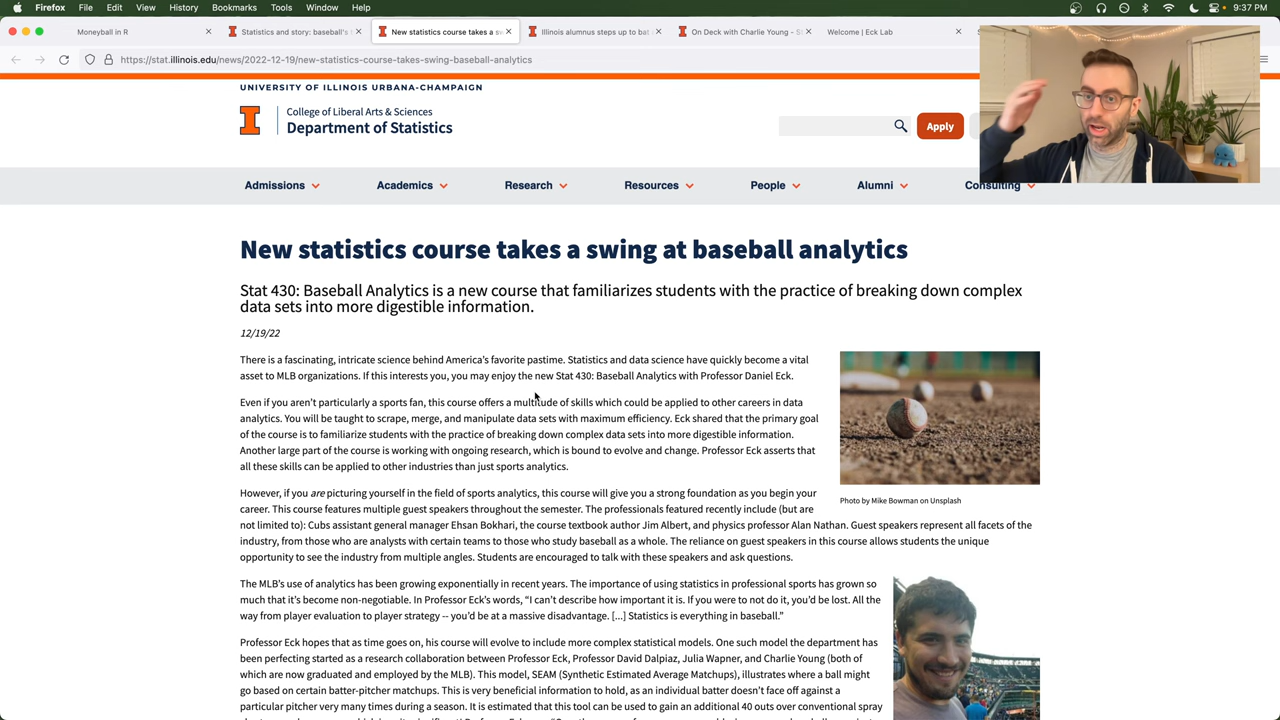 Firefox File Edit View History Bookmarks Tools Window Help 9:37 PM
Moneyball in R
Statistics and story: baseball's
New statistics course takes a sw
Illinois alumnus steps up to bat
On Deck with Charlie Young - S
Welcome | Eck Lab
https://stat.illinois.edu/news/2022-12-19/new-statistics-course-takes-swing-baseball-analytics
UNIVERSITY OF ILLINOIS URBANA-CHAMPAIGN
College of Liberal Arts & Sciences
Department of Statistics
Apply
Admissions Academics Research Resources People Alumni Consulting
New statistics course takes a swing at baseball analytics
Stat 430: Baseball Analytics is a new course that familiarizes students with the practice of breaking down complex
data sets into more digestible information.
12/19/22
There is a fascinating, intricate science behind America's favorite pastime. Statistics and data science have quickly become a vital
asset to MLB organizations. If this interests you, you may enjoy the new Stat 430: Baseball Analytics with Professor Daniel Eck.
Even if you aren't particularly a sports fan, this course offers a multitude of skills which could be applied to other careers in data
analytics. You will be taught to scrape, merge, and manipulate data sets with maximum efficiency. Eck shared that the primary goal
of the course is to familiarize students with the practice of breaking down complex data sets into more digestible information.
Another large part of the course is working with ongoing research, which is bound to evolve and change. Professor Eck asserts that
all these skills can be applied to other industries than just sports analytics.
Photo by Mike Bowman on Unsplash
However, if you are picturing yourself in the field of sports analytics, this course will give you a strong foundation as you begin your
career. This course features multiple guest speakers throughout the semester. The professionals featured recently include (but are
not limited to): Cubs assistant general manager Ehsan Bokhari, the course textbook author Jim Albert, and physics professor Alan Nathan. Guest speakers represent all facets of the
industry, from those who are analysts with certain teams to those who study baseball as a whole. The reliance on guest speakers in this course allows students the unique
opportunity to see the industry from multiple angles. Students are encouraged to talk with these speakers and ask questions.
The MLB's use of analytics has been growing exponentially in recent years. The importance of using statistics in professional sports has grown so
much that it's become non-negotiable. In Professor Eck's words, "I can't describe how important it is. If you were to not do it, you'd be lost. All the
way from player evaluation to player strategy -- you'd be at a massive disadvantage. [...] Statistics is everything in baseball."
Professor Eck hopes that as time goes on, his course will evolve to include more complex statistical models. One such model the department has
been perfecting started as a research collaboration between Professor Eck, Professor David Dalpiaz, Julia Wapner, and Charlie Young (both of
which are now graduated and employed by the MLB). This model, SEAM (Synthetic Estimated Average Matchups), illustrates where a ball might
go based on certain batter-pitcher matchups. This is very beneficial information to hold, as an individual batter doesn't face off against a
particular pitcher very many times during a season. It is estimated that this tool can be used to gain an additional 40 outs over conventional spray